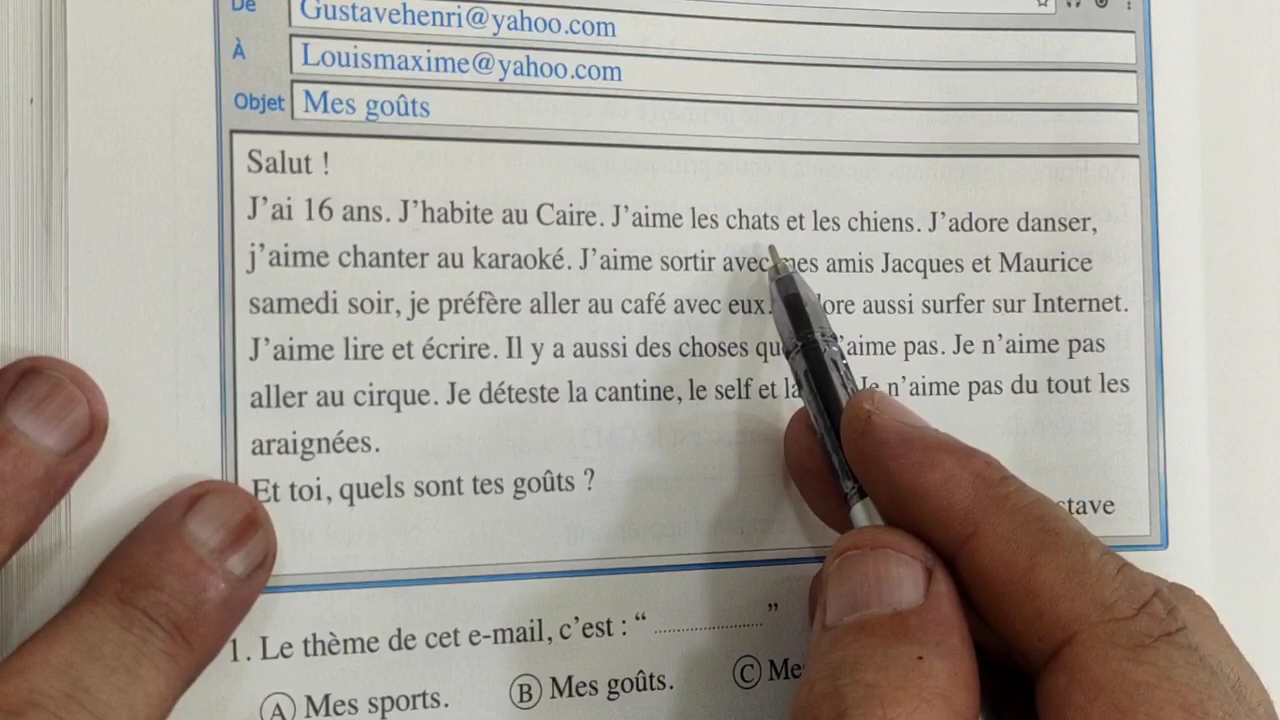 De Gustavehenri@yahoo.com
À Louismaxime@yahoo.com
Objet Mes goûts
Salut !
J'ai 16 ans. J'habite au Caire. J'aime les chats et les chiens. J'adore danser,
j'aime chanter au karaoké. J'aime sortir avec mes amis Jacques et Maurice
samedi soir, je préfère aller au café avec eux. aussi surfer sur Internet.
J'aime lire et écrire. Il y a aussi des choses aime pas. Je n'aime pas
aller au cirque. Je déteste la cantine, le self et Je n'aime pas du tout les
araignées.
Et toi, quels sont tes goûts ?
1. Le thème de cet e-mail, c'est : “ .................... ”
A Mes sports. B Mes goûts. C